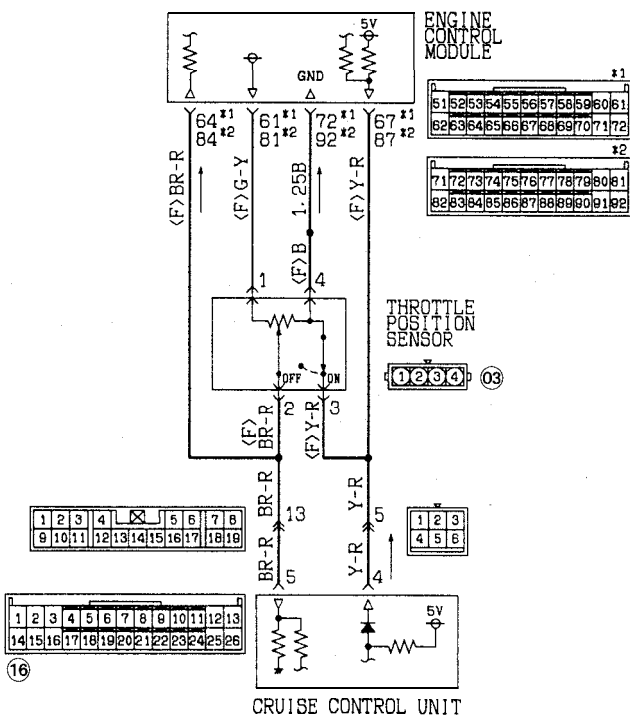 ENGINE
CONTROL
MODULE
5V
GND
*1
51 52 53 54 55 56 57 58 59 60 61
62 63 64 65 66 67 68 69 70 71 72
*2
71 72 73 74 75 76 77 78 79 80 81
82 83 84 85 86 87 88 89 90 91 92
64*1 61*1 72*1 67*1
84*2 81*2 92*2 87*2
<F>BR-R
<F>G-Y
1.25B
<F>B
<F>Y-R
1 4
THROTTLE
POSITION
SENSOR
1 2 3 4 03
OFF ON
2 3
<F>
BR-R
<F>Y-R
BR-R
Y-R
13 5
1 2 3 4 5 6 7 8
9 10 11 12 13 14 15 16 17 18 19
1 2 3
4 5 6
BR-R
Y-R
5 4
1 2 3 4 5 6 7 8 9 10 11 12 13
14 15 16 17 18 19 20 21 22 23 24 25 26
16
5V
CRUISE CONTROL UNIT